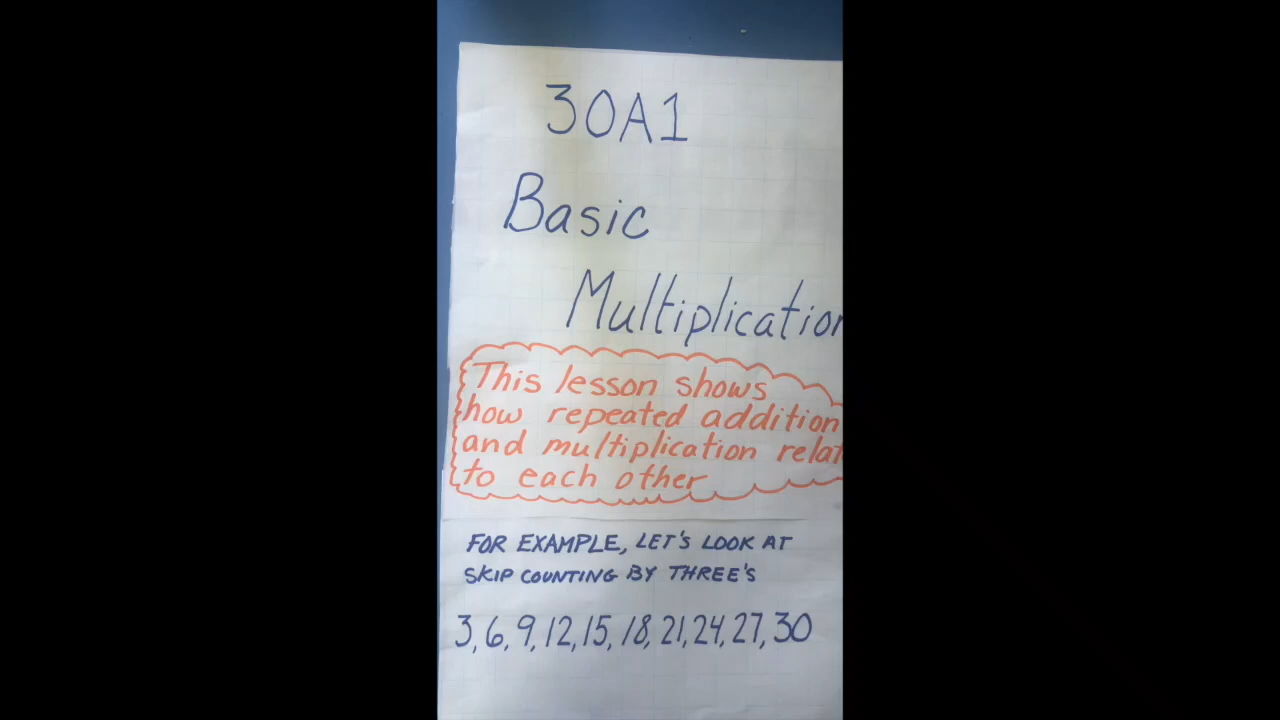 3OA1
Basic
Multiplication
This lesson shows
how repeated addition
and multiplication relat
to each other
FOR EXAMPLE, LET'S LOOK AT
SKIP COUNTING BY THREE'S
3, 6, 9, 12, 15, 18, 21, 24, 27, 30